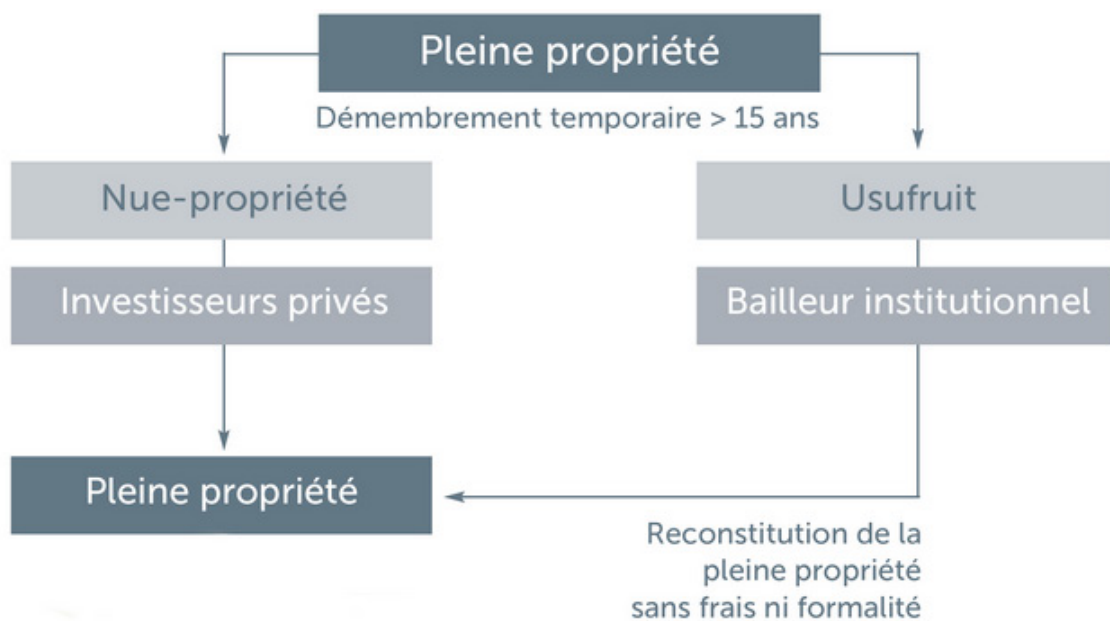 Pleine propriété
Démembrement temporaire > 15 ans
Nue-propriété
Usufruit
Investisseurs privés
Bailleur institutionnel
Pleine propriété
Reconstitution de la
pleine propriété
sans frais ni formalité